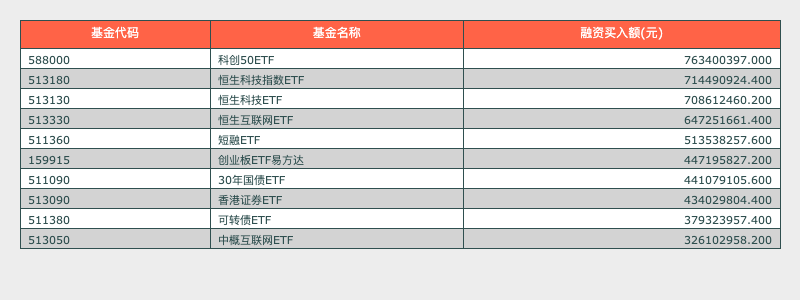 基金代码 基金名称 融资买入额(元)
588000 科创50ETF 763400397.000
513180 恒生科技指数ETF 714490924.400
513130 恒生科技ETF 708612460.200
513330 恒生互联网ETF 647251661.400
511360 短融ETF 513538257.600
159915 创业板ETF易方达 447195827.200
511090 30年国债ETF 441079105.600
513090 香港证券ETF 434029804.400
511380 可转债ETF 379323957.400
513050 中概互联网ETF 326102958.200